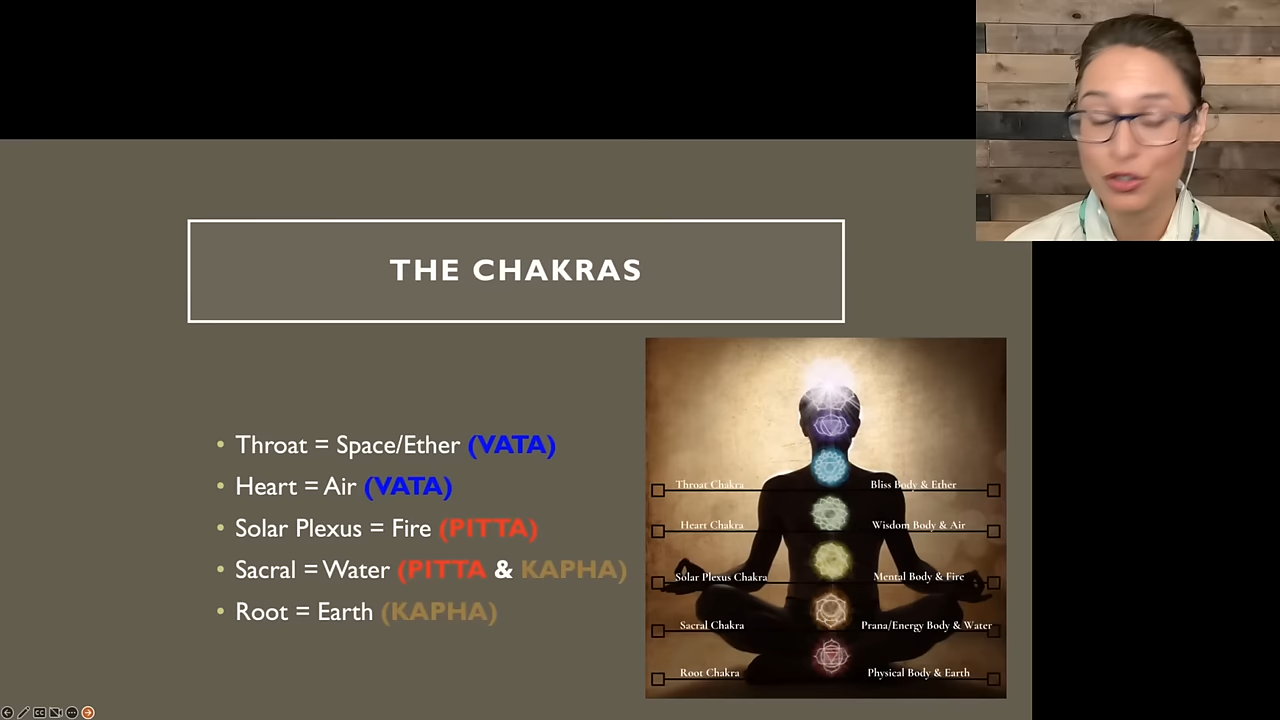 THE CHAKRAS
• Throat = Space/Ether (VATA)
• Heart = Air (VATA)
• Solar Plexus = Fire (PITTA)
• Sacral = Water (PITTA & KAPHA)
• Root = Earth (KAPHA)
Throat Chakra Bliss Body & Ether
Heart Chakra Wisdom Body & Air
Solar Plexus Chakra Mental Body & Fire
Sacral Chakra Prana/Energy Body & Water
Root Chakra Physical Body & Earth